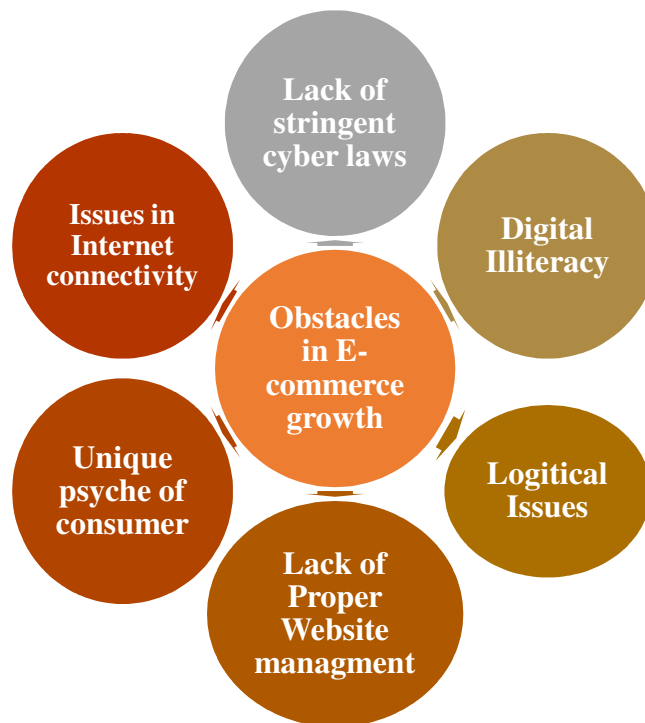 Lack of
stringent
cyber laws
Issues in
Internet
connectivity
Digital
Illiteracy
Obstacles
in E-
commerce
growth
Unique
psyche of
consumer
Logitical
Issues
Lack of
Proper
Website
managment